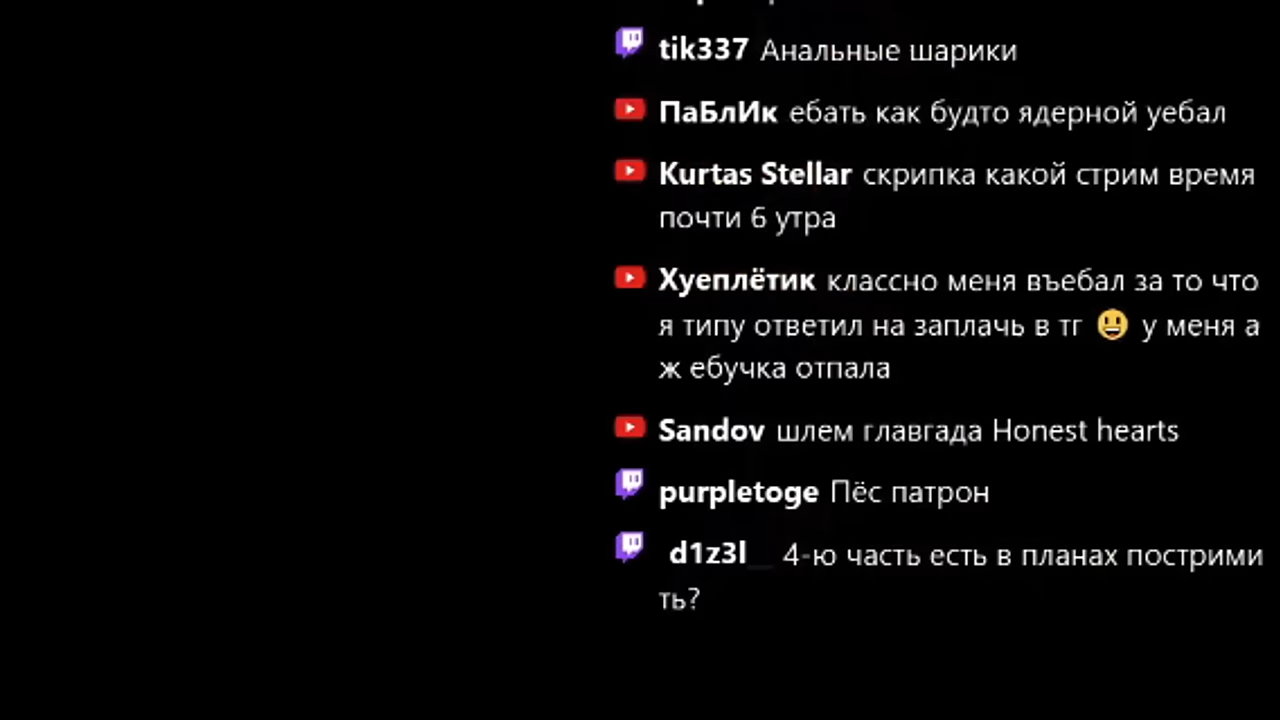 tik337 Анальные шарики
ПаБлИк ебать как будто ядерной уебал
Kurtas Stellar скрипка какой стрим время
почти 6 утра
Хуеплётик классно меня въебал за то что
я типу ответил на заплачь в тг 😃 у меня а
ж ебучка отпала
Sandov шлем главгада Honest hearts
purpletoge Пёс патрон
d1z3l__ 4-ю часть есть в планах пострими
ть?